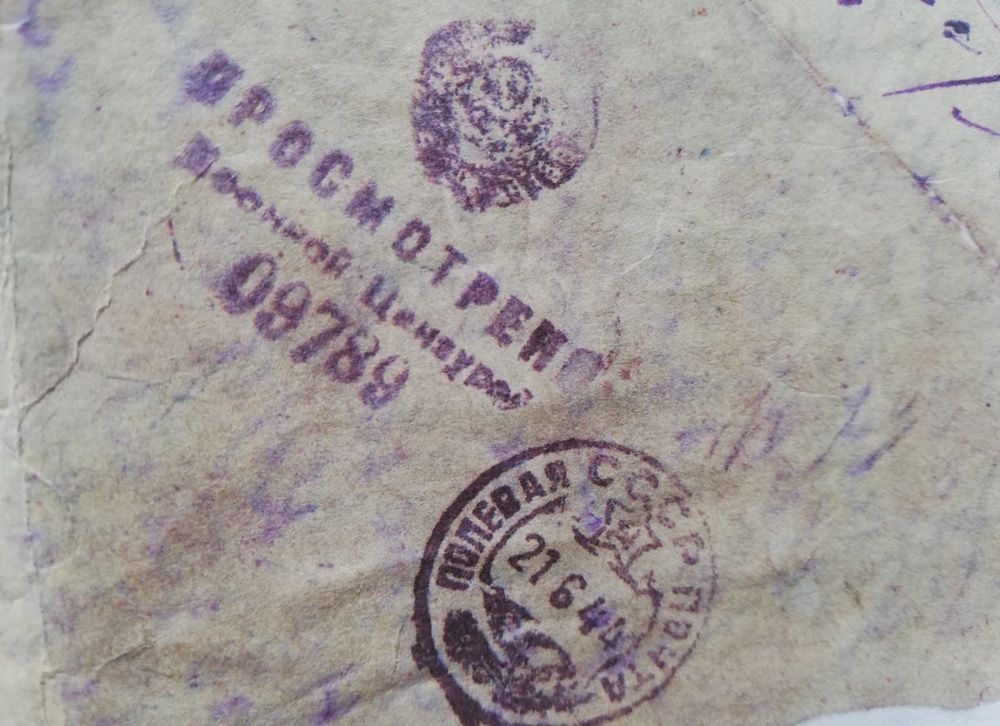 ПРОСМОТРЕНО
Военной Цензурой
09789
ПОЛЕВАЯ СССР ПОЧТА
21 6 44